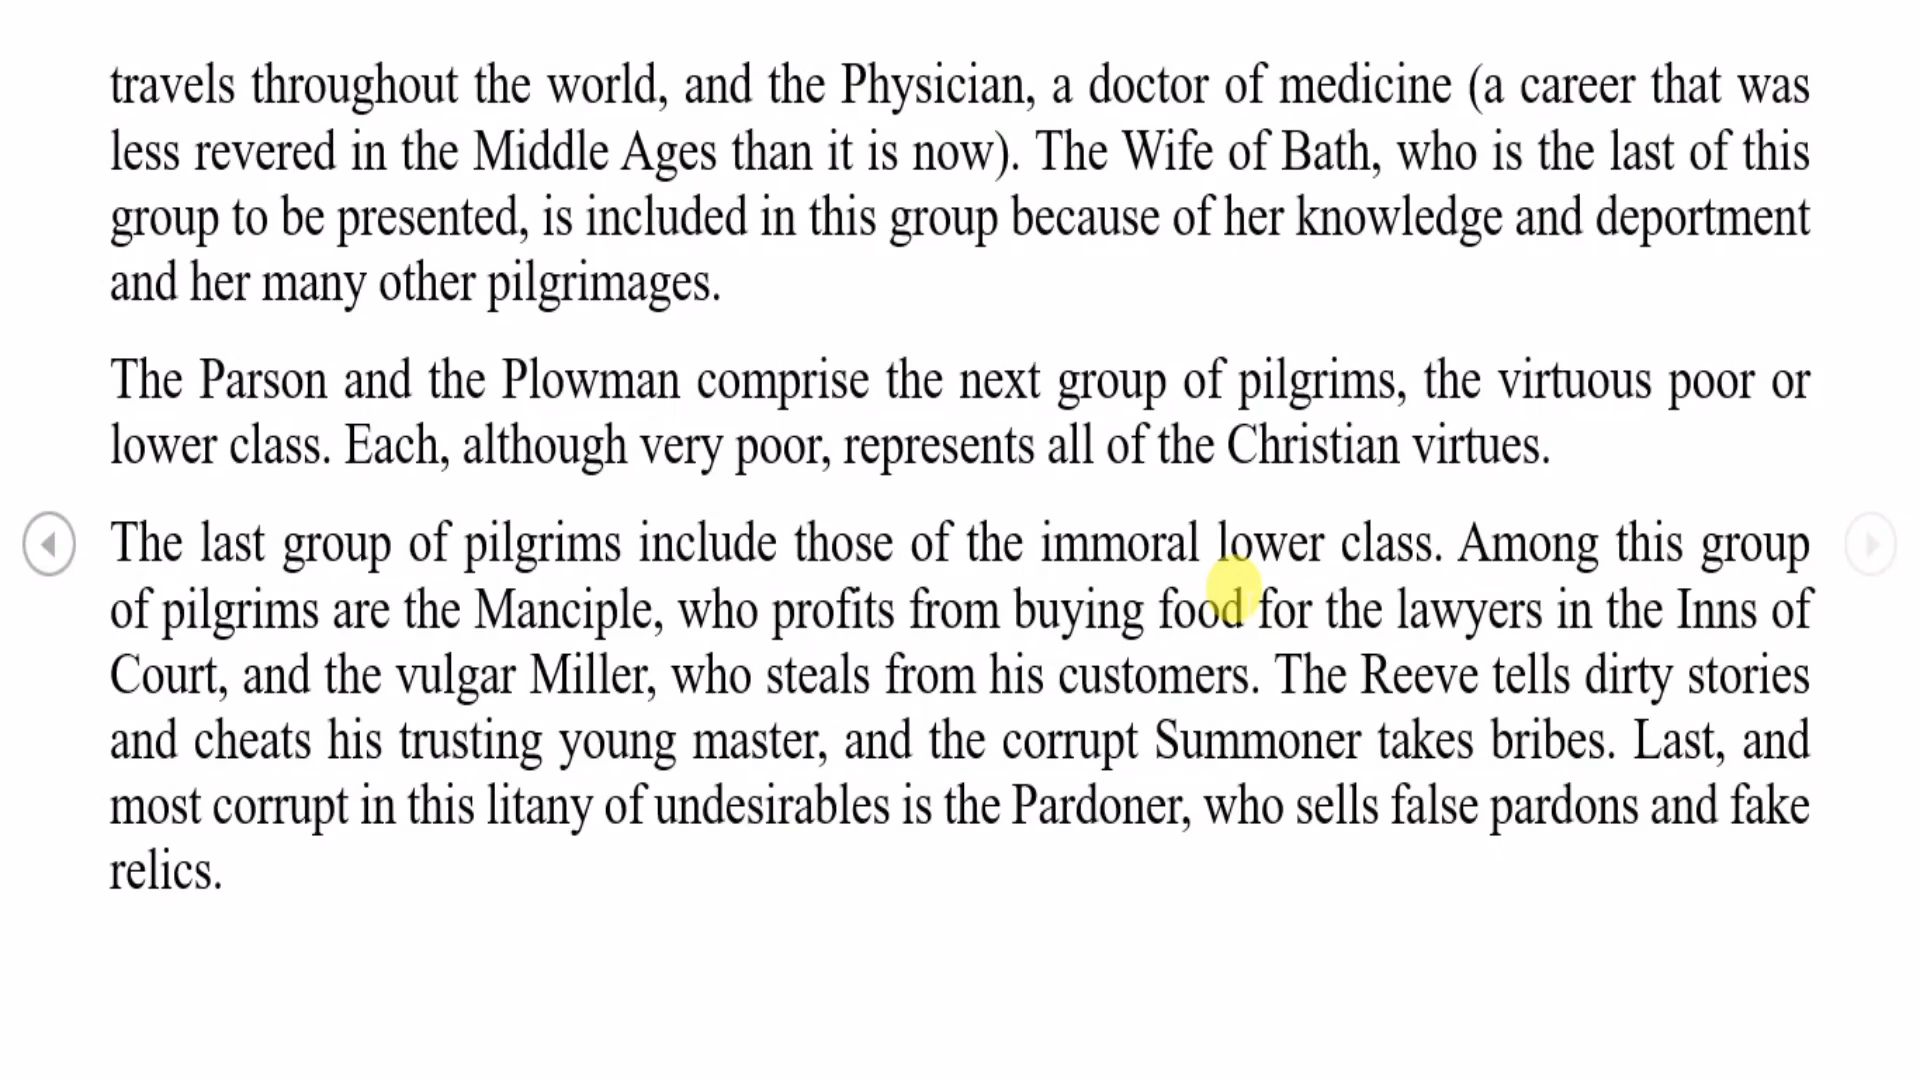 travels throughout the world, and the Physician, a doctor of medicine (a career that was
less revered in the Middle Ages than it is now). The Wife of Bath, who is the last of this
group to be presented, is included in this group because of her knowledge and deportment
and her many other pilgrimages.
The Parson and the Plowman comprise the next group of pilgrims, the virtuous poor or
lower class. Each, although very poor, represents all of the Christian virtues.
The last group of pilgrims include those of the immoral lower class. Among this group
of pilgrims are the Manciple, who profits from buying food for the lawyers in the Inns of
Court, and the vulgar Miller, who steals from his customers. The Reeve tells dirty stories
and cheats his trusting young master, and the corrupt Summoner takes bribes. Last, and
most corrupt in this litany of undesirables is the Pardoner, who sells false pardons and fake
relics.